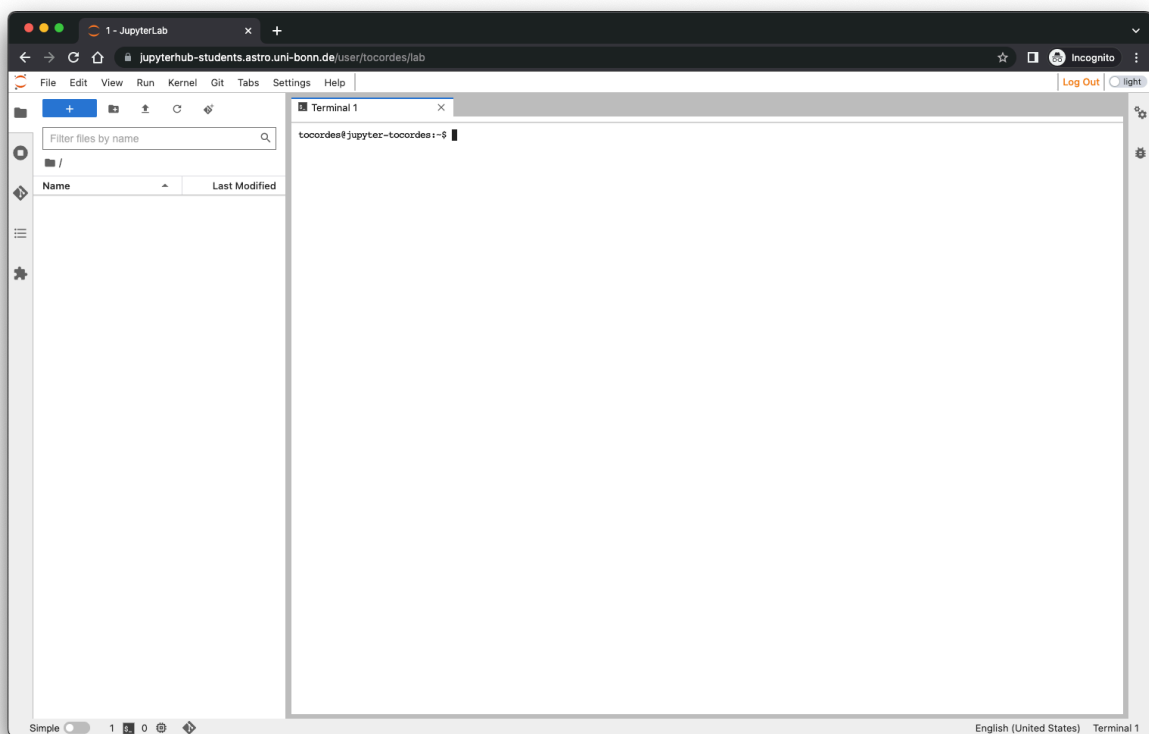 1 - JupyterLab
jupyterhub-students.astro.uni-bonn.de/user/tocordes/lab
Incognito
File Edit View Run Kernel Git Tabs Settings Help
Log Out light
Terminal 1
Filter files by name
tocordes@jupyter-tocordes:~$
/
Name Last Modified
Simple 1 $_ 0 English (United States) Terminal 1